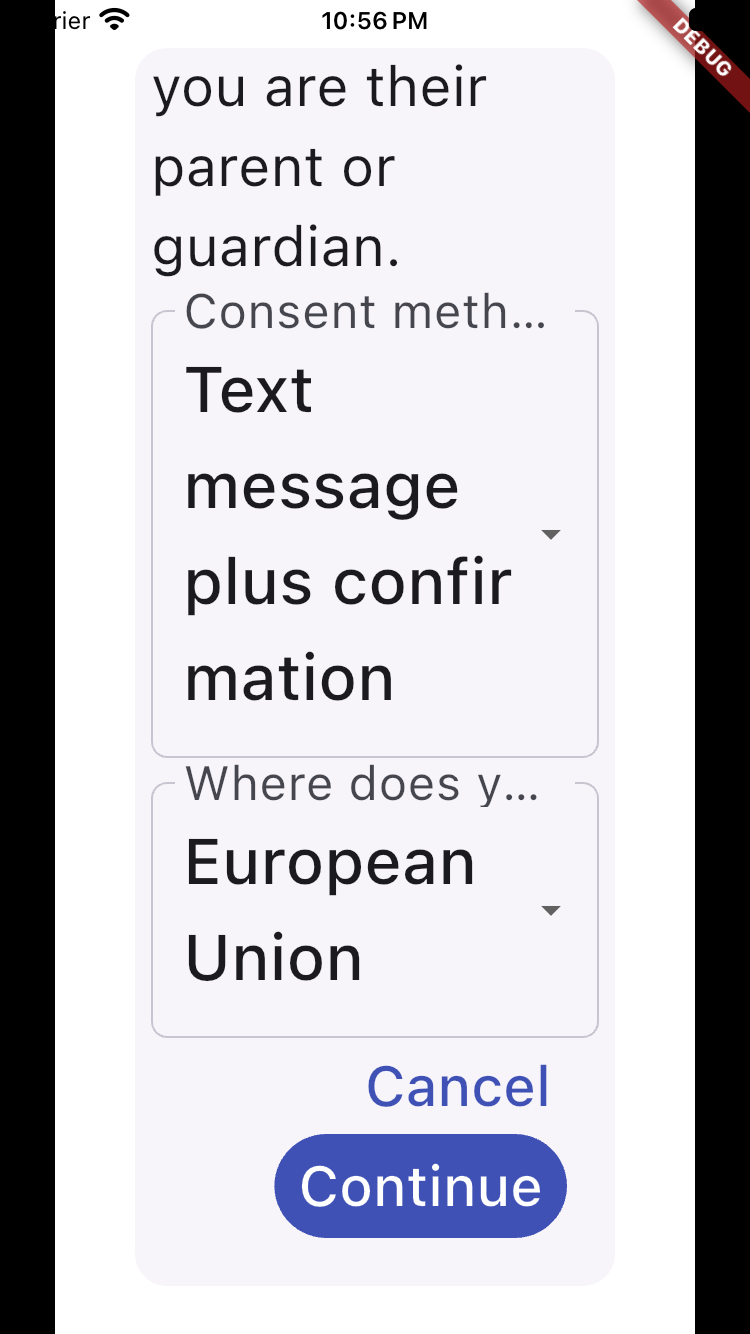 rier 10:56 PM
DEBUG
you are their
parent or
guardian.
Consent meth...
Text
message
plus confir
mation
Where does y...
European
Union
Cancel
Continue